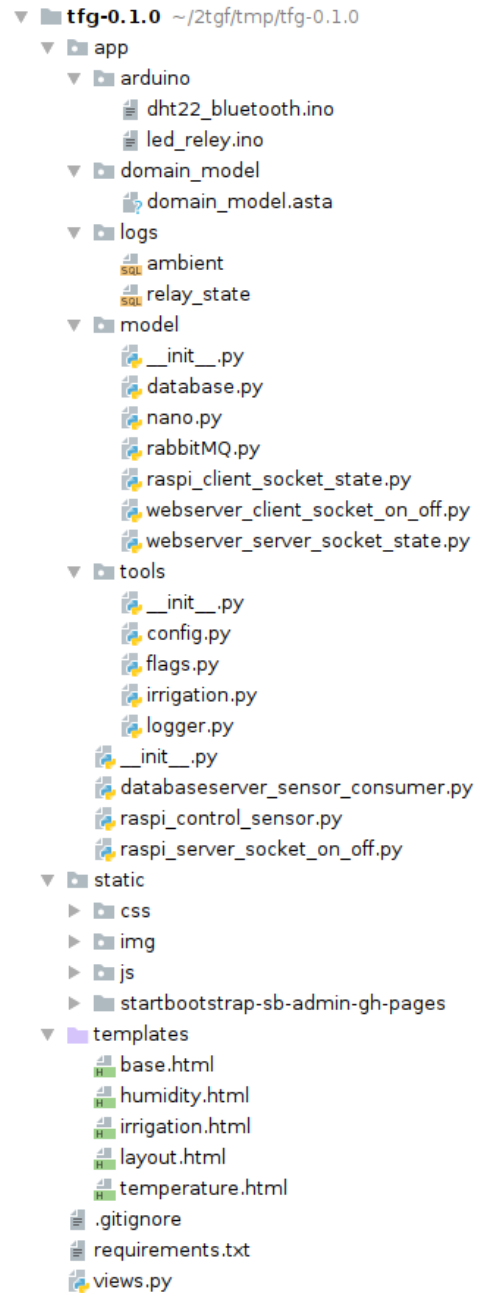 tfg-0.1.0 ~/2tgf/tmp/tfg-0.1.0
app
arduino
dht22_bluetooth.ino
led_reley.ino
domain_model
domain_model.asta
logs
ambient
relay_state
model
__init__.py
database.py
nano.py
rabbitMQ.py
raspi_client_socket_state.py
webserver_client_socket_on_off.py
webserver_server_socket_state.py
tools
__init__.py
config.py
flags.py
irrigation.py
logger.py
__init__.py
databaseserver_sensor_consumer.py
raspi_control_sensor.py
raspi_server_socket_on_off.py
static
css
img
js
startbootstrap-sb-admin-gh-pages
templates
base.html
humidity.html
irrigation.html
layout.html
temperature.html
.gitignore
requirements.txt
views.py